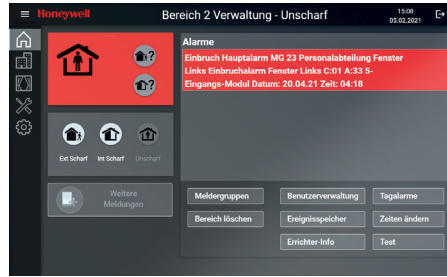 Honeywell
Bereich 2 Verwaltung - Unscharf
15:08
05.02.2021
Alarme
Einbruch Hauptalarm MG 23 Personalabteilung Fenster
Links Einbruchalarm Fenster Links C:01 A:33 5-
Eingangs-Modul Datum: 20.04.21 Zeit: 04:18
?
?
Ext Scharf Int Scharf Unscharf
Weitere
Meldungen
Meldergruppen Benutzerverwaltung Tagalarme
Bereich löschen Ereignisspeicher Zeiten ändern
Errichter-Info Test